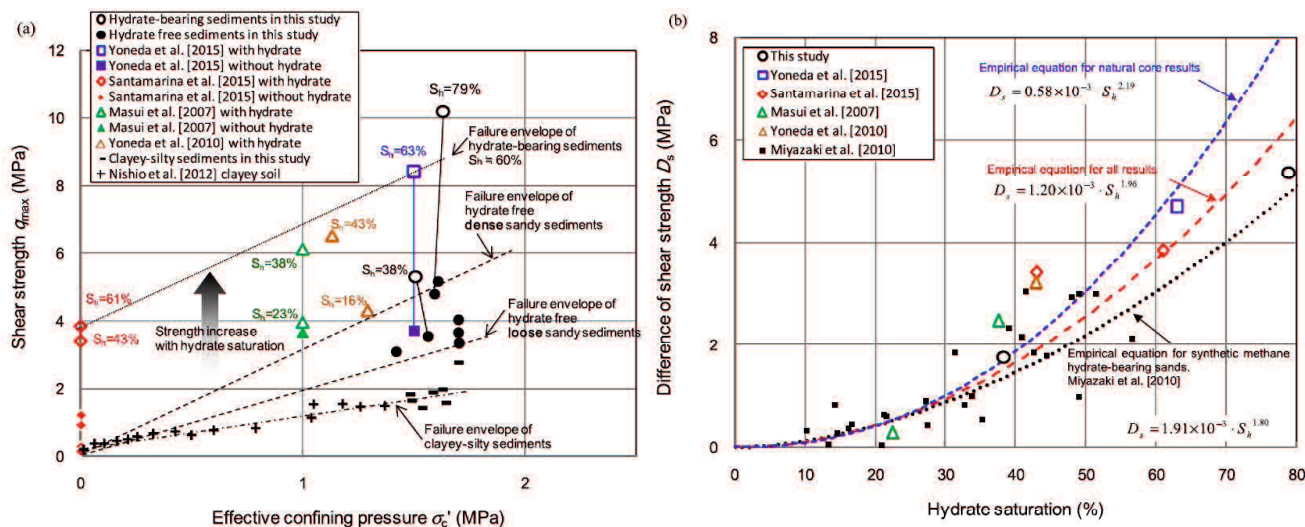 (a)
Hydrate-bearing sediments in this study
Hydrate free sediments in this study
Yoneda et al. [2015] with hydrate
Yoneda et al. [2015] without hydrate
Santamarina et al. [2015] with hydrate
Santamarina et al. [2015] without hydrate
Masui et al. [2007] with hydrate
Masui et al. [2007] without hydrate
Yoneda et al. [2010] with hydrate
Clayey-silty sediments in this study
Nishio et al. [2012] clayey soil
12
10
8
6
4
2
0
Shear strength qmax (MPa)
0
1
2
Effective confining pressure σc' (MPa)
Sh=79%
Sh=63%
Failure envelope of
hydrate-bearing sediments
Sh≒60%
Failure envelope of
hydrate free
dense sandy sediments
Sh=43%
Sh=38%
Sh=38%
Sh=16%
Sh=23%
Sh=61%
Sh=43%
Strength increase
with hydrate saturation
Failure envelope of
hydrate free
loose sandy sediments
Failure envelope of
clayey-silty sediments
(b)
This study
Yoneda et al. [2015]
Santamarina et al. [2015]
Masui et al. [2007]
Yoneda et al. [2010]
Miyazaki et al. [2010]
8
6
4
2
0
Difference of shear strength Ds (MPa)
0
10
20
30
40
50
60
70
80
Hydrate saturation (%)
Empirical equation for natural core results
Ds = 0.58×10⁻³ · Sh^2.19
Empirical equation for all results
Ds = 1.20×10⁻³ · Sh^1.96
Empirical equation for synthetic methane
hydrate-bearing sands.
Miyazaki et al. [2010]
Ds = 1.91×10⁻³ · Sh^1.80